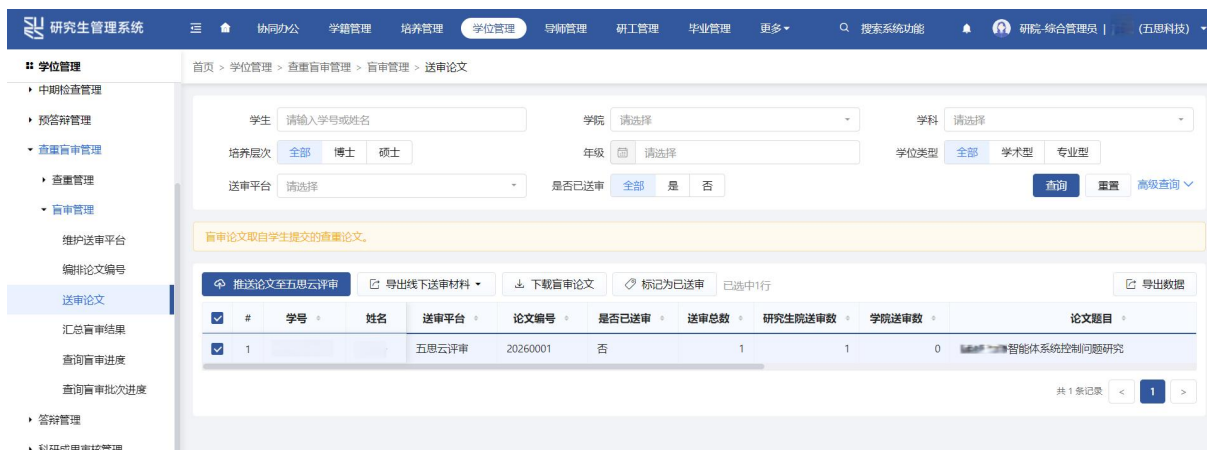 研究生管理系统 协同办公 学籍管理 培养管理 学位管理 导师管理 研工管理 毕业管理 更多 搜索系统功能 研院-综合管理员 | (五思科技)
学位管理
首页 > 学位管理 > 查重盲审管理 > 盲审管理 > 送审论文
中期检查管理
预答辩管理
查重盲审管理
查重管理
盲审管理
维护送审平台
编排论文编号
送审论文
汇总盲审结果
查询盲审进度
查询盲审批次进度
答辩管理
科研成果审核管理
学生 请输入学号或姓名 学院 请选择 学科 请选择
培养层次 全部 博士 硕士 年级 请选择 学位类型 全部 学术型 专业型
送审平台 请选择 是否已送审 全部 是 否 查询 重置 高级查询
盲审论文取自学生提交的查重论文。
推送论文至五思云评审 导出线下送审材料 下载盲审论文 标记为已送审 已选中1行 导出数据
# 学号 姓名 送审平台 论文编号 是否已送审 送审总数 研究生院送审数 学院送审数 论文题目
1 五思云评审 20260001 否 1 1 0 智能体系统控制问题研究
共 1 条记录 < 1 >